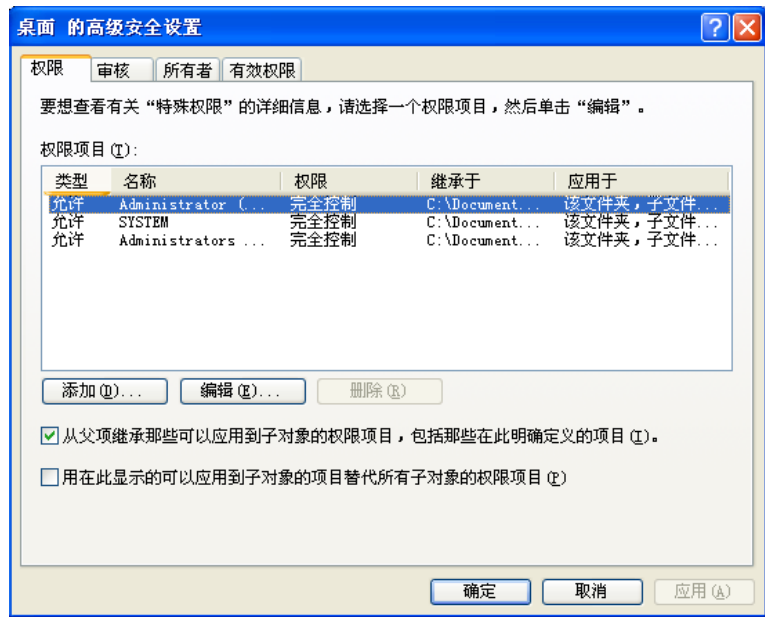 桌面 的高级安全设置
权限 审核 所有者 有效权限
要想查看有关“特殊权限”的详细信息，请选择一个权限项目，然后单击“编辑”。
权限项目(T):
类型 名称 权限 继承于 应用于
允许 Administrator (... 完全控制 C:\Document... 该文件夹，子文件...
允许 SYSTEM 完全控制 C:\Document... 该文件夹，子文件...
允许 Administrators ... 完全控制 C:\Document... 该文件夹，子文件...
添加(D)... 编辑(E)... 删除(R)
从父项继承那些可以应用到子对象的权限项目，包括那些在此明确定义的项目(I)。
用在此显示的可以应用到子对象的项目替代所有子对象的权限项目(P)
确定 取消 应用(A)